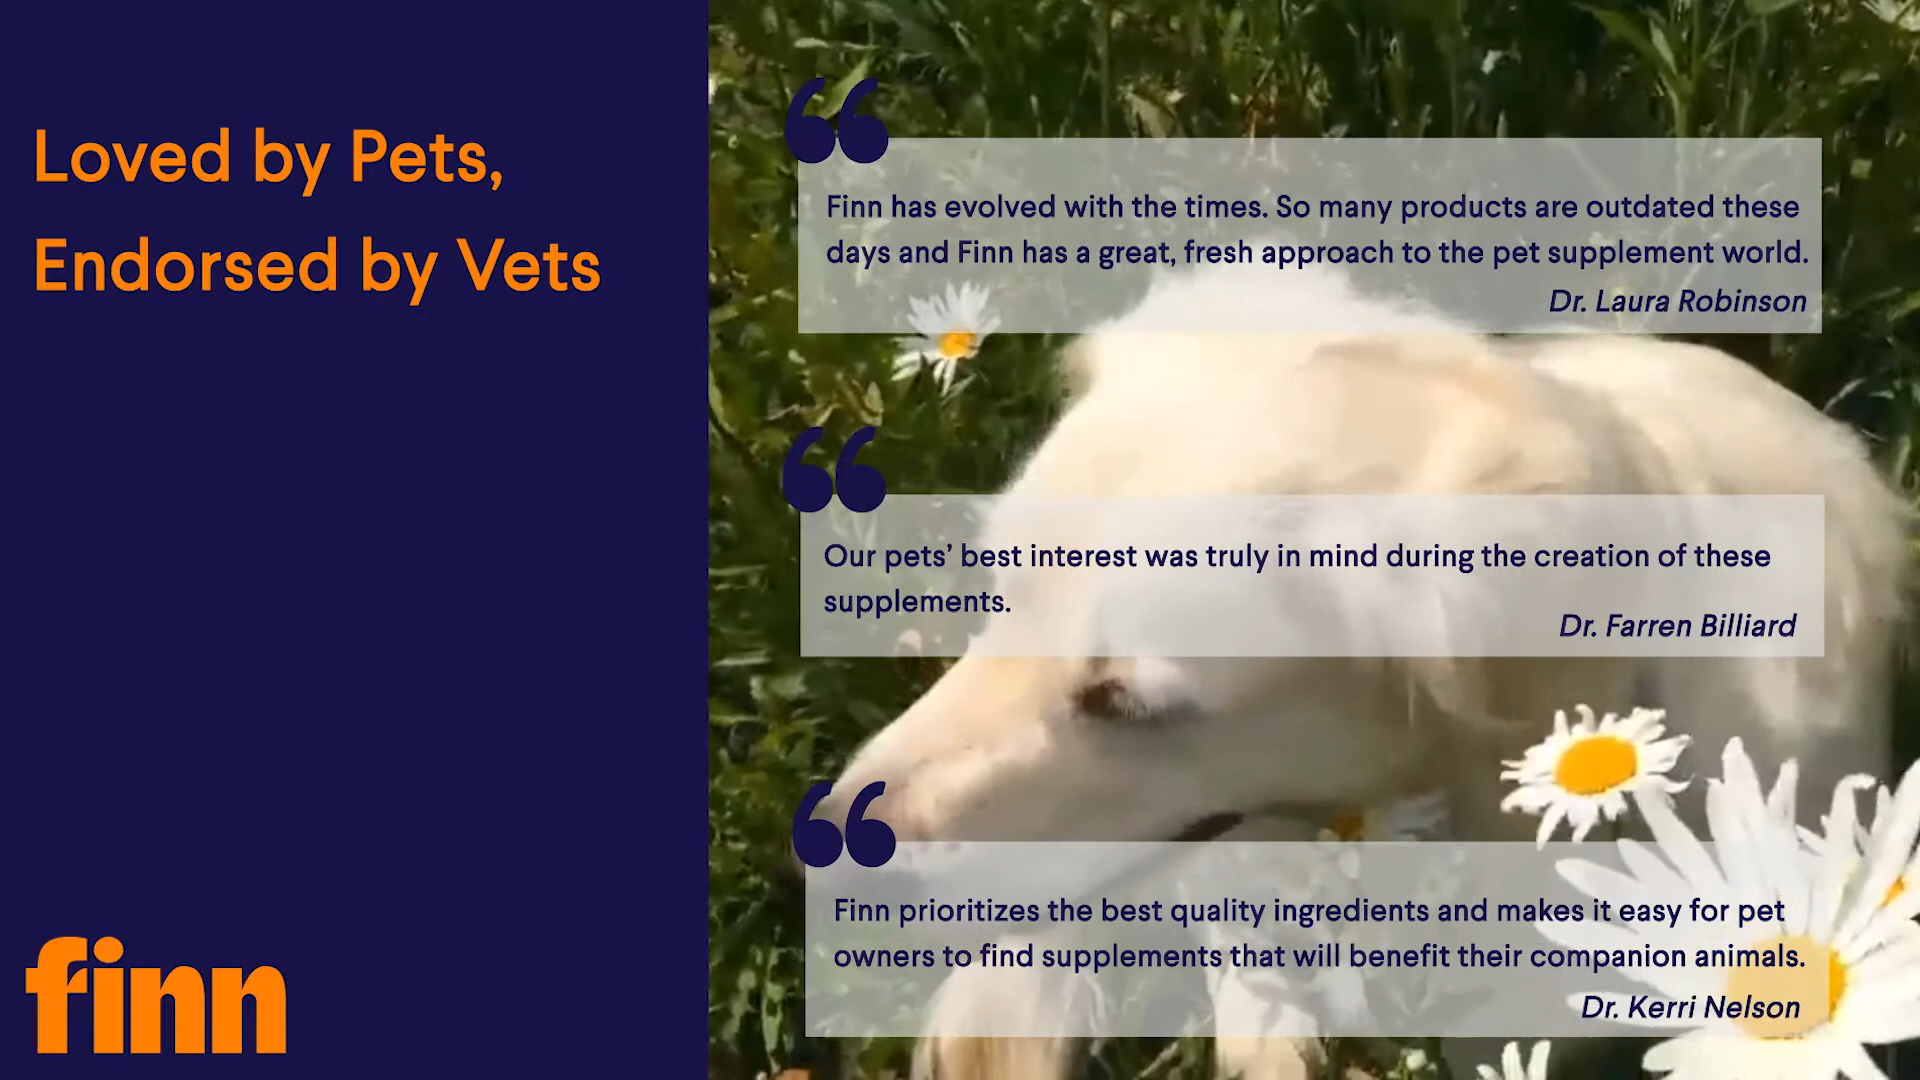 Loved by Pets,
Endorsed by Vets
finn
Finn has evolved with the times. So many products are outdated these
days and Finn has a great, fresh approach to the pet supplement world.
Dr. Laura Robinson
Our pets’ best interest was truly in mind during the creation of these
supplements.
Dr. Farren Billiard
Finn prioritizes the best quality ingredients and makes it easy for pet
owners to find supplements that will benefit their companion animals.
Dr. Kerri Nelson